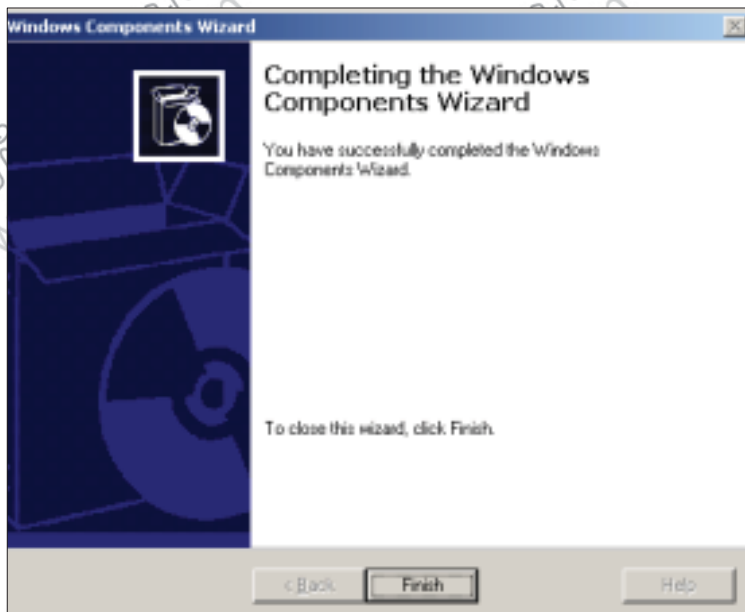 Windows Components Wizard
Completing the Windows
Components Wizard
You have successfully completed the Windows
Components Wizard.
To close this wizard, click Finish.
< Back
Finish
Help